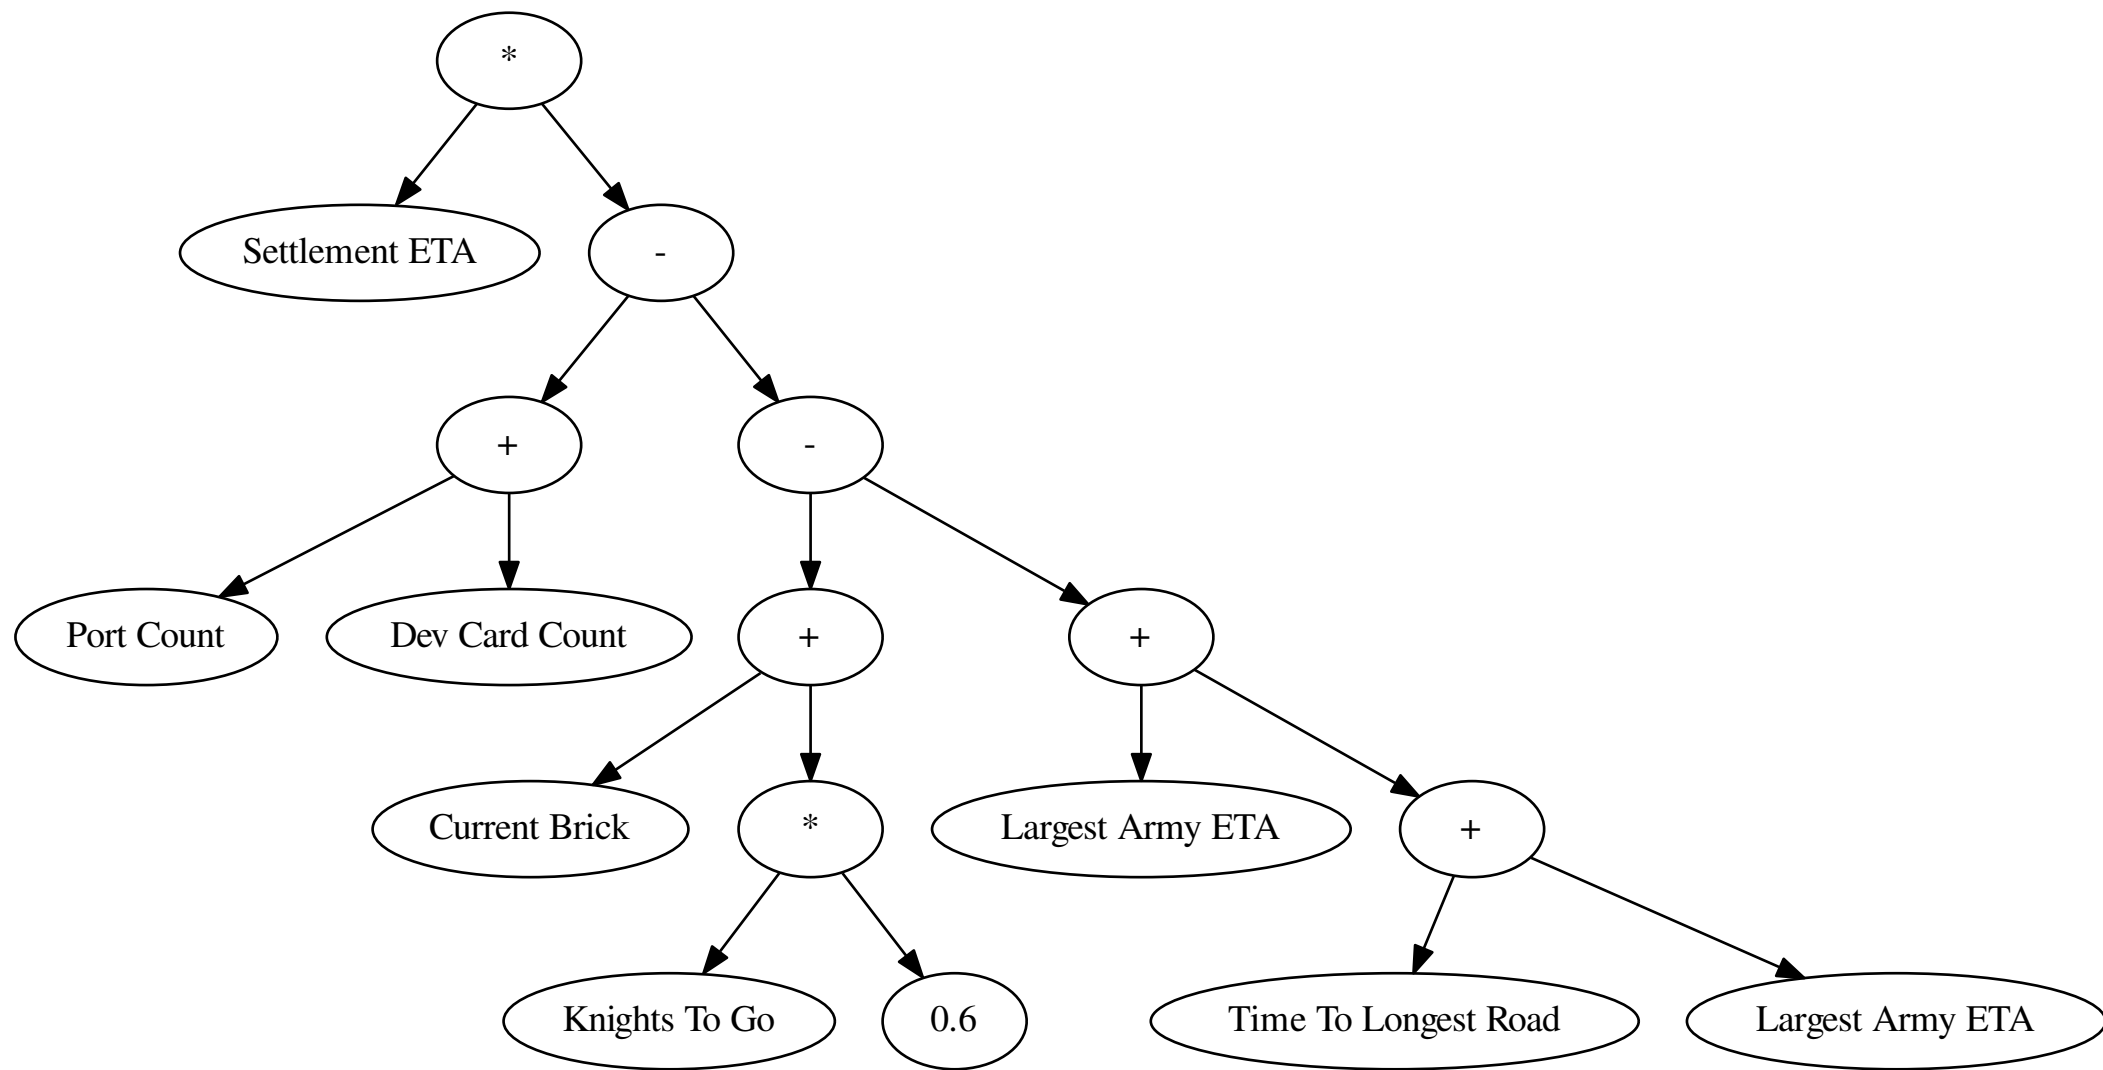 *
Settlement ETA
-
+
-
Port Count
Dev Card Count
+
+
Current Brick
*
Largest Army ETA
+
Knights To Go
0.6
Time To Longest Road
Largest Army ETA